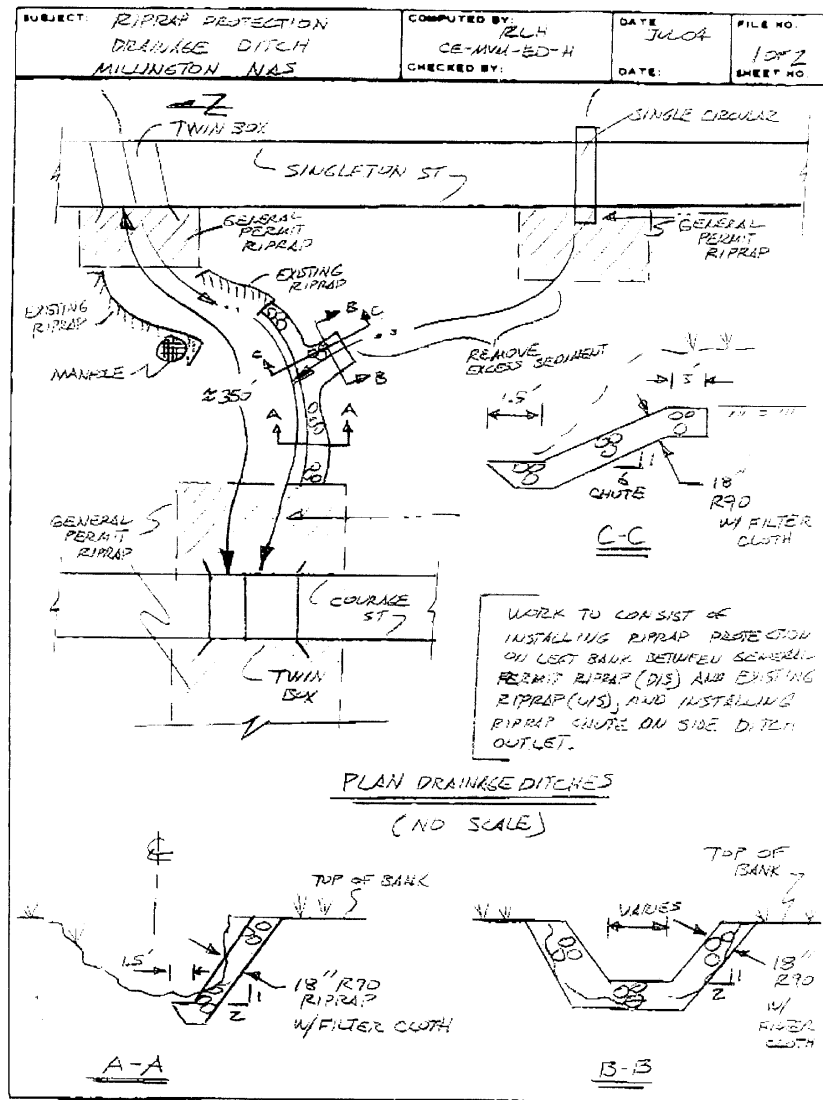 SUBJECT: RIPRAP PROTECTION
DRAINAGE DITCH
MILLINGTON NAS
COMPUTED BY: RLH
CE-MVM-ED-H
CHECKED BY:
DATE JUL04
DATE:
FILE NO.
1 OF 2
SHEET NO.
Z
TWIN BOX
SINGLE CIRCULAR
SINGLETON ST
GENERAL
PERMIT
RIPRAP
GENERAL
PERMIT
RIPRAP
EXISTING
RIPRAP
EXISTING
RIPRAP
MANHOLE
B
C
C
B
REMOVE
EXCESS SEDIMENT
≈350'
A
A
1.5'
3'
1
6
CHUTE
18"
R90
W/ FILTER
CLOTH
C-C
GENERAL
PERMIT
RIPRAP
COURAGE
ST
TWIN
BOX
WORK TO CONSIST OF
INSTALLING RIPRAP PROTECTION
ON LEFT BANK BETWEEN GENERAL
PERMIT RIPRAP (D/S) AND EXISTING
RIPRAP (U/S), AND INSTALLING
RIPRAP CHUTE ON SIDE DITCH
OUTLET.
PLAN DRAINAGE DITCHES
(NO SCALE)
℄
TOP OF BANK
1.5'
1
2
18" R90
RIPRAP
W/FILTER CLOTH
A-A
TOP OF
BANK
VARIES
1
2
18"
R90
W/
FILTER
CLOTH
B-B